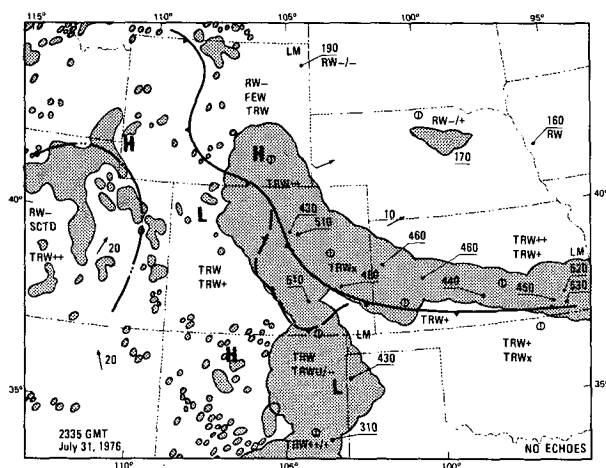 110°
105°
100°
95°
LM
190
RW-/-
RW-
FEW
TRW
RW-/+
170
160
RW
H
H
TRW++
40°
40°
L
RW-
SCTD
TRW++
20
430
510
10
460
460
TRWx
480
440
450
TRW++
TRW+
LM
620
530
TRW
TRW+
510
TRW+
TRW+
TRWx
LM
20
H
TRW
TRWU/-
430
L
35°
35°
310
TRW++/+
2335 GMT
July 31, 1976
NO ECHOES
110°
105°
100°
95°